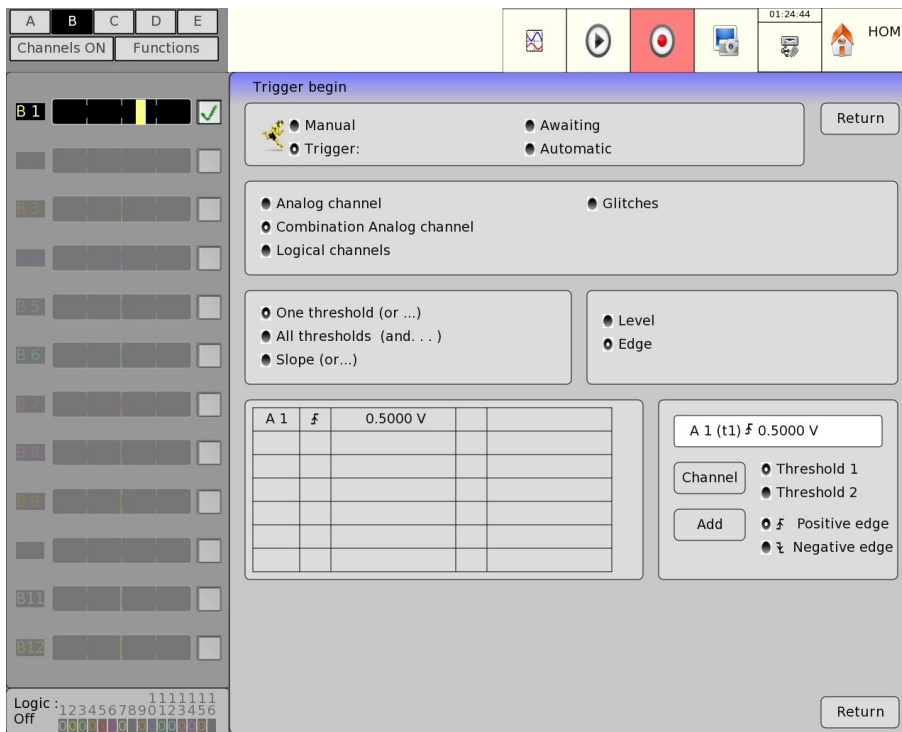 A B C D E
Channels ON Functions
01:24:44
HOM
Trigger begin
Manual
Awaiting
Trigger:
Automatic
Return
Analog channel
Glitches
Combination Analog channel
Logical channels
One threshold (or ...)
All thresholds (and. . . )
Slope (or...)
Level
Edge
A 1 0.5000 V
A 1 (t1) 0.5000 V
Channel
Threshold 1
Threshold 2
Add
Positive edge
Negative edge
Return
B 1
B 3
B 5
B 6
B 7
B 8
B 9
B11
B12
Logic :
Off
1111111
1234567890123456